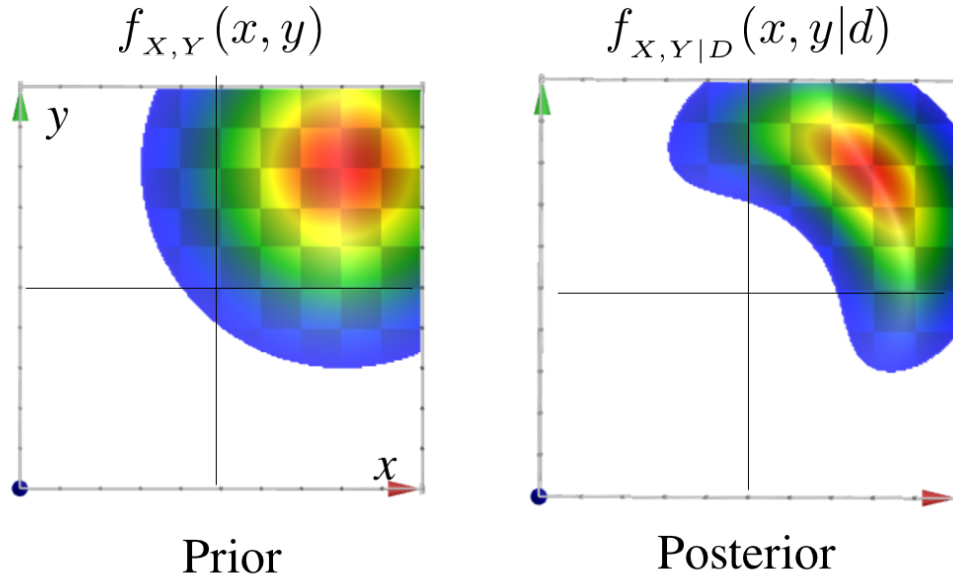 f_{X,Y}(x, y)
f_{X,Y|D}(x, y|d)
y
x
Prior
Posterior